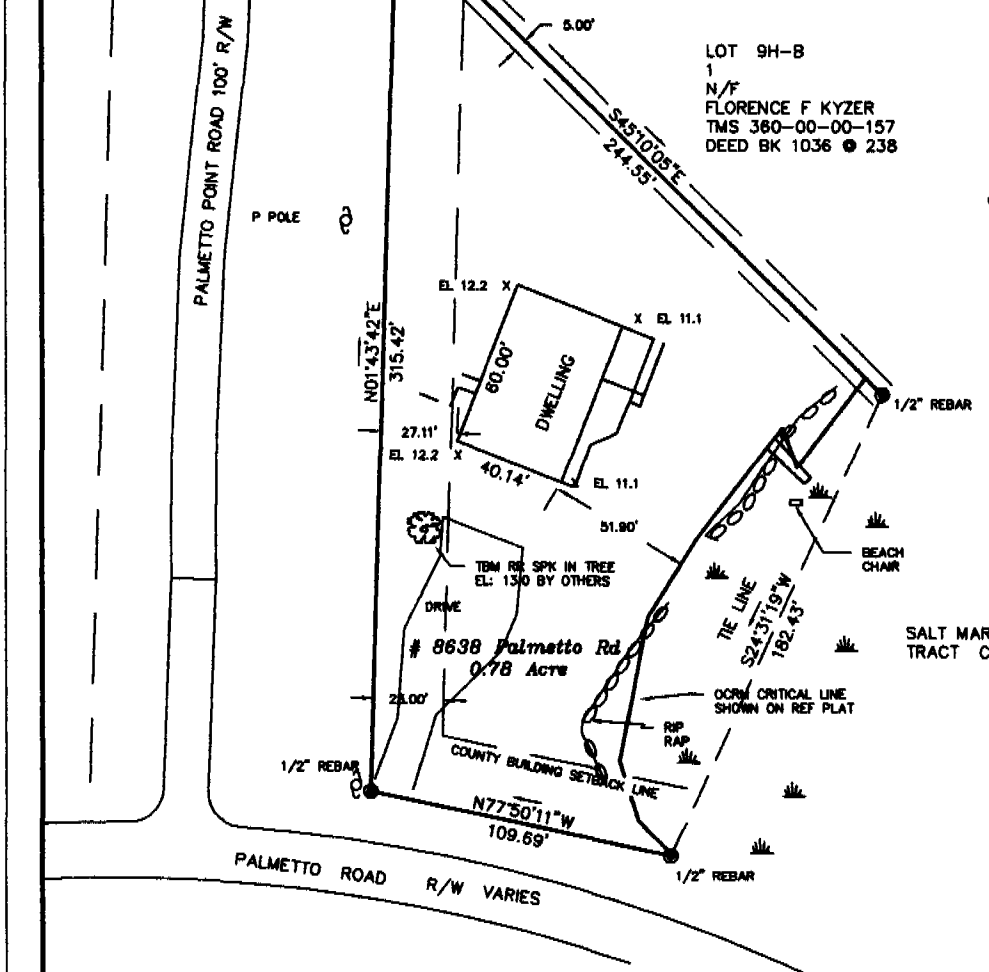 5.00'
LOT 9H-B
1
N/F
FLORENCE F KYZER
TMS 360-00-00-157
DEED BK 1036 @ 238
PALMETTO POINT ROAD 100' R/W
S45°10'05"E
244.55'
P POLE
EL 12.2 X
X EL 11.1
N01°43'42"E
315.42'
60.00'
DWELLING
1/2" REBAR
27.11'
EL 12.2 X
40.14'
X EL 11.1
51.90'
BEACH
CHAIR
TBM RR SPK IN TREE
EL: 13.0 BY OTHERS
DRIVE
TIE LINE
S24°31'19"W
182.43'
# 8638 Palmetto Rd
0.78 Acre
SALT MAR
TRACT C
25.00'
OCRM CRITICAL LINE
SHOWN ON REF PLAT
RIP
RAP
COUNTY BUILDING SETBACK LINE
1/2" REBAR
N77°50'11"W
109.69'
1/2" REBAR
PALMETTO ROAD R/W VARIES